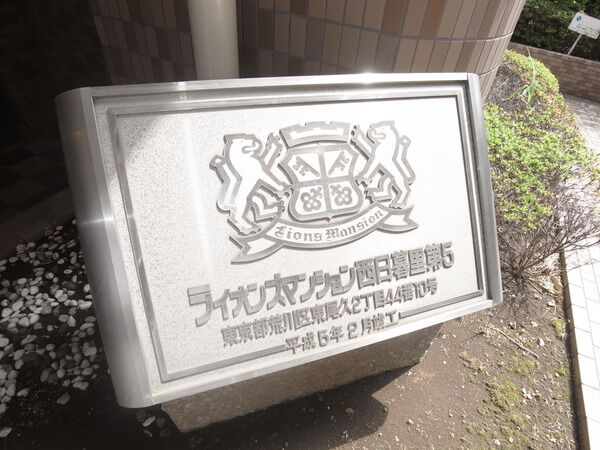 Lions Mansion
ライオンズマンション西日暮里第5
東京都荒川区東尾久2丁目44番10号
平成5年2月竣工